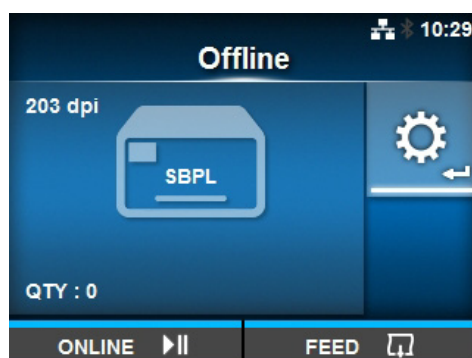 10:29
Offline
203 dpi
SBPL
QTY : 0
ONLINE
FEED